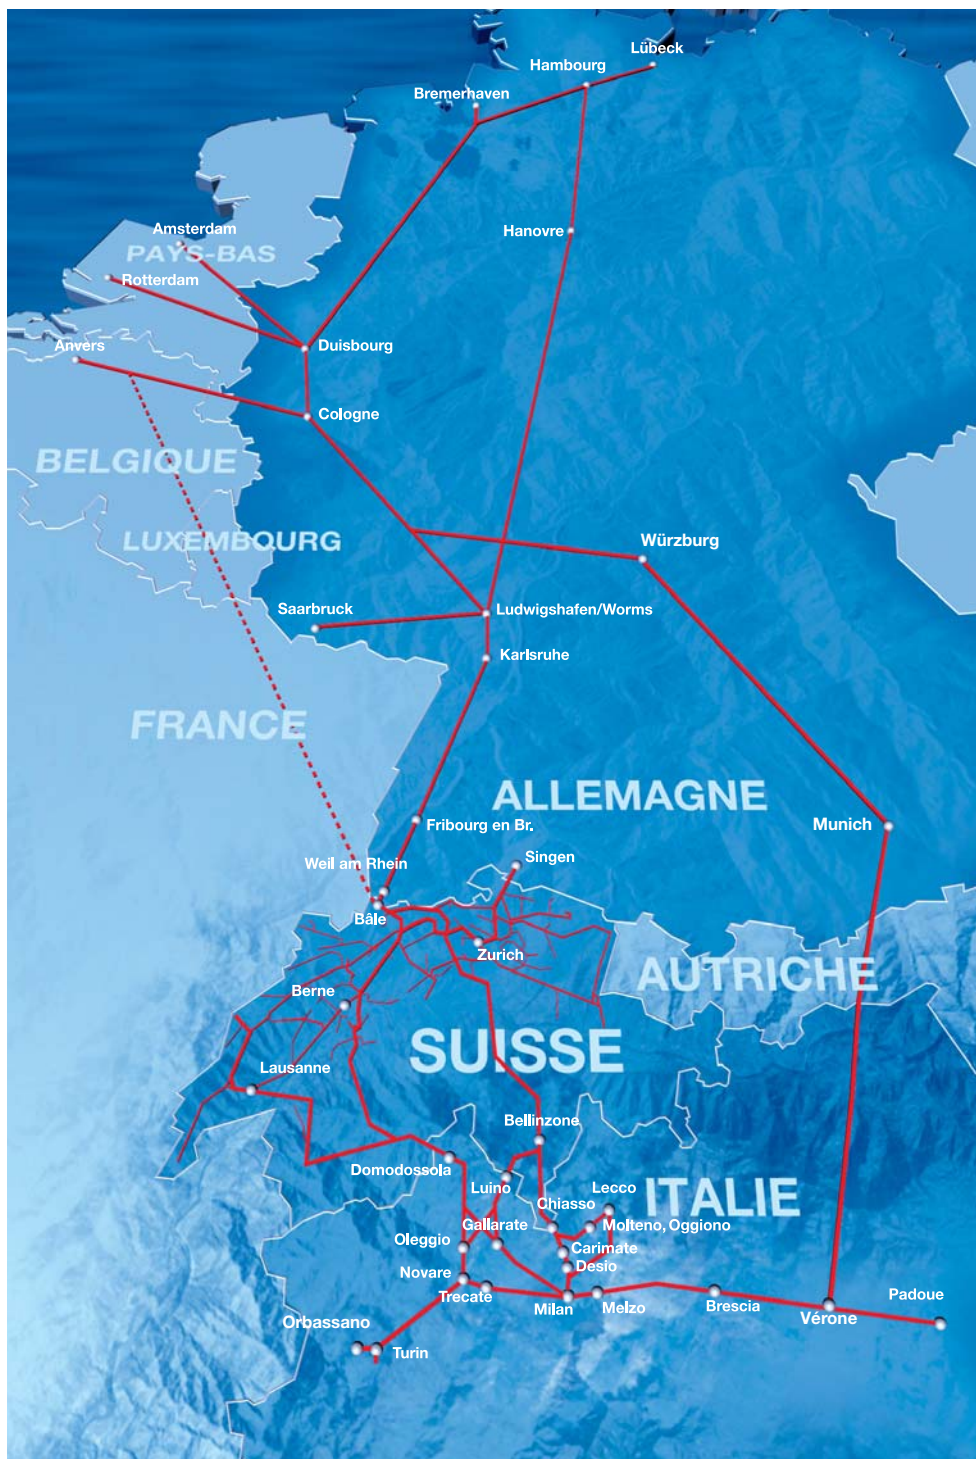 Lübeck
Hambourg
Bremerhaven
Amsterdam
Hanovre
PAYS-BAS
Rotterdam
Anvers
Duisbourg
Cologne
BELGIQUE
LUXEMBOURG
Würzburg
Saarbruck
Ludwigshafen/Worms
Karlsruhe
FRANCE
ALLEMAGNE
Fribourg en Br.
Munich
Weil am Rhein
Singen
Bâle
Zurich
AUTRICHE
Berne
SUISSE
Lausanne
Bellinzone
Domodossola
Luino
Lecco
ITALIE
Chiasso
Gallarate
Molteno, Oggiono
Oleggio
Carimate
Desio
Novare
Trecate
Milan
Melzo
Brescia
Padoue
Vérone
Orbassano
Turin